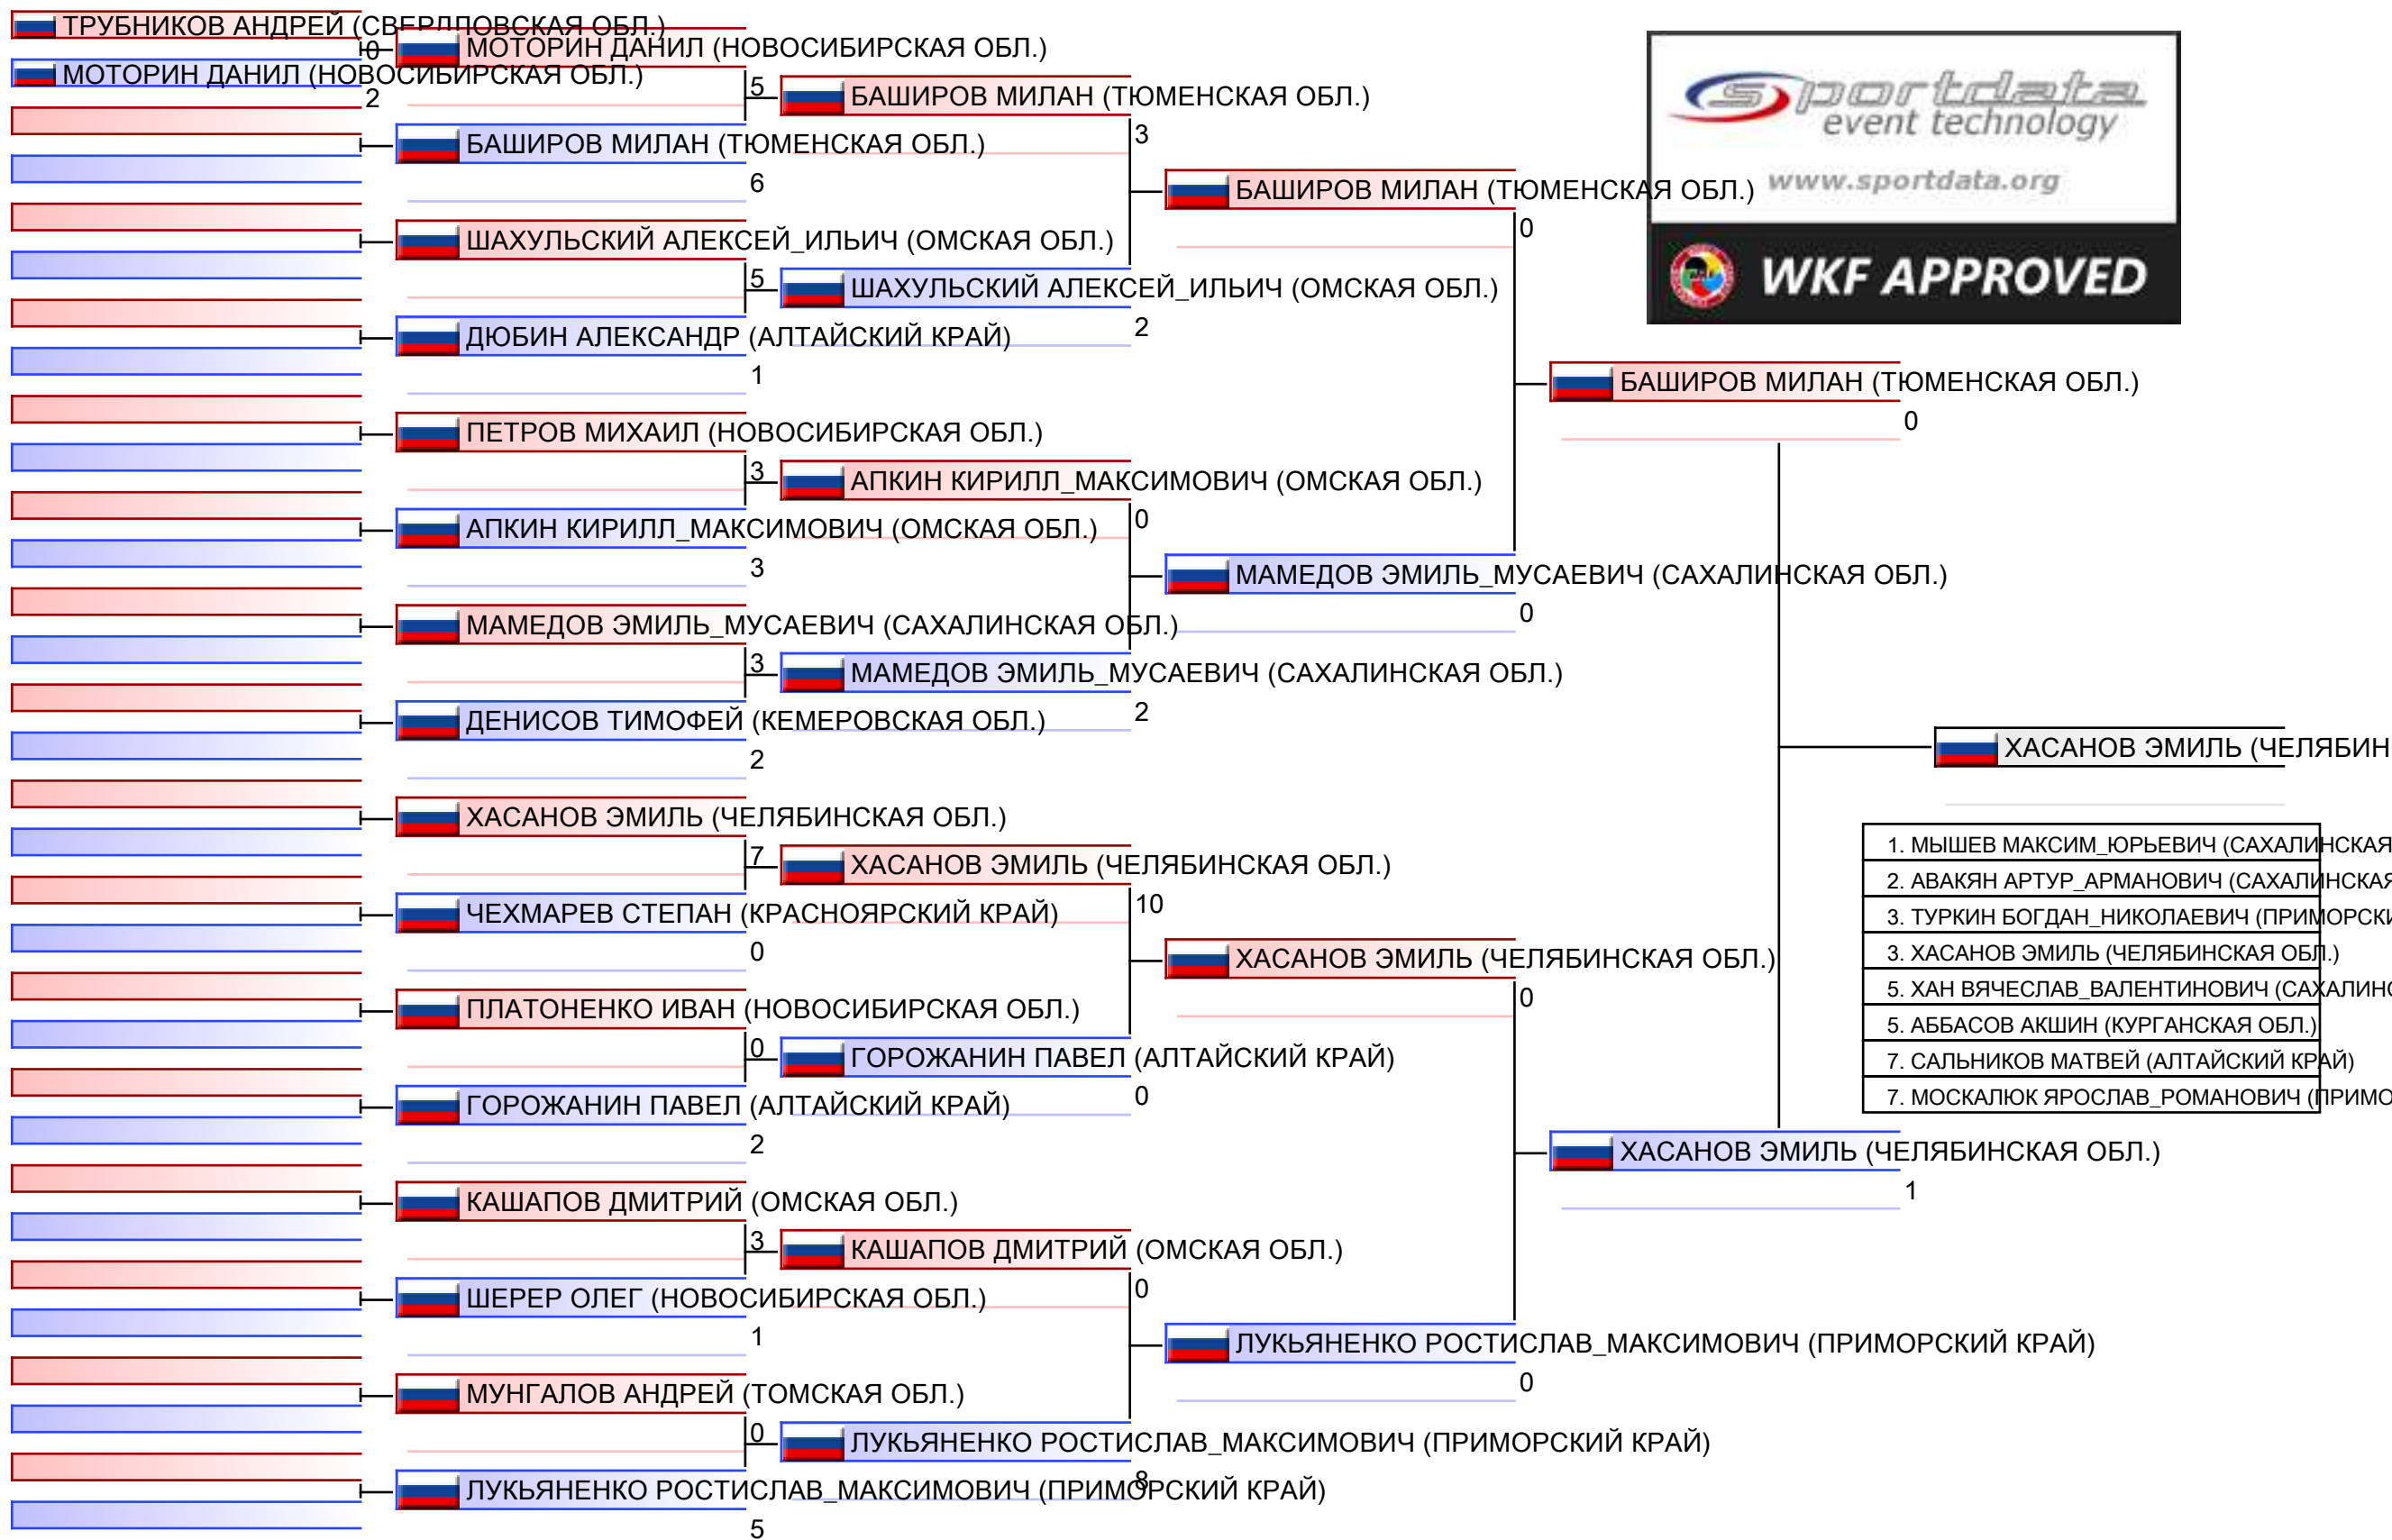 ТРУБНИКОВ АНДРЕЙ (СВЕРДЛОВСКАЯ ОБЛ.)
0
МОТОРИН ДАНИЛ (НОВОСИБИРСКАЯ ОБЛ.)
2
МОТОРИН ДАНИЛ (НОВОСИБИРСКАЯ ОБЛ.)
5
БАШИРОВ МИЛАН (ТЮМЕНСКАЯ ОБЛ.)
6
ШАХУЛЬСКИЙ АЛЕКСЕЙ_ИЛЬИЧ (ОМСКАЯ ОБЛ.)
5
ДЮБИН АЛЕКСАНДР (АЛТАЙСКИЙ КРАЙ)
1
ПЕТРОВ МИХАИЛ (НОВОСИБИРСКАЯ ОБЛ.)
3
АПКИН КИРИЛЛ_МАКСИМОВИЧ (ОМСКАЯ ОБЛ.)
3
МАМЕДОВ ЭМИЛЬ_МУСАЕВИЧ (САХАЛИНСКАЯ ОБЛ.)
3
ДЕНИСОВ ТИМОФЕЙ (КЕМЕРОВСКАЯ ОБЛ.)
2
ХАСАНОВ ЭМИЛЬ (ЧЕЛЯБИНСКАЯ ОБЛ.)
7
ЧЕХМАРЕВ СТЕПАН (КРАСНОЯРСКИЙ КРАЙ)
0
ПЛАТОНЕНКО ИВАН (НОВОСИБИРСКАЯ ОБЛ.)
0
ГОРОЖАНИН ПАВЕЛ (АЛТАЙСКИЙ КРАЙ)
2
КАШАПОВ ДМИТРИЙ (ОМСКАЯ ОБЛ.)
3
ШЕРЕР ОЛЕГ (НОВОСИБИРСКАЯ ОБЛ.)
1
МУНГАЛОВ АНДРЕЙ (ТОМСКАЯ ОБЛ.)
0
ЛУКЬЯНЕНКО РОСТИСЛАВ_МАКСИМОВИЧ (ПРИМОРСКИЙ КРАЙ)
5
БАШИРОВ МИЛАН (ТЮМЕНСКАЯ ОБЛ.)
3
ШАХУЛЬСКИЙ АЛЕКСЕЙ_ИЛЬИЧ (ОМСКАЯ ОБЛ.)
2
АПКИН КИРИЛЛ_МАКСИМОВИЧ (ОМСКАЯ ОБЛ.)
0
МАМЕДОВ ЭМИЛЬ_МУСАЕВИЧ (САХАЛИНСКАЯ ОБЛ.)
2
ХАСАНОВ ЭМИЛЬ (ЧЕЛЯБИНСКАЯ ОБЛ.)
10
ГОРОЖАНИН ПАВЕЛ (АЛТАЙСКИЙ КРАЙ)
0
КАШАПОВ ДМИТРИЙ (ОМСКАЯ ОБЛ.)
0
ЛУКЬЯНЕНКО РОСТИСЛАВ_МАКСИМОВИЧ (ПРИМОРСКИЙ КРАЙ)
8
БАШИРОВ МИЛАН (ТЮМЕНСКАЯ ОБЛ.)
0
МАМЕДОВ ЭМИЛЬ_МУСАЕВИЧ (САХАЛИНСКАЯ ОБЛ.)
0
ХАСАНОВ ЭМИЛЬ (ЧЕЛЯБИНСКАЯ ОБЛ.)
0
ЛУКЬЯНЕНКО РОСТИСЛАВ_МАКСИМОВИЧ (ПРИМОРСКИЙ КРАЙ)
0
sportdata
event technology
www.sportdata.org
WKF APPROVED
БАШИРОВ МИЛАН (ТЮМЕНСКАЯ ОБЛ.)
0
ХАСАНОВ ЭМИЛЬ (ЧЕЛЯБИНСКАЯ ОБЛ.)
1
ХАСАНОВ ЭМИЛЬ (ЧЕЛЯБИН
1. МЫШЕВ МАКСИМ_ЮРЬЕВИЧ (САХАЛИНСКАЯ
2. АВАКЯН АРТУР_АРМАНОВИЧ (САХАЛИНСКАЯ
3. ТУРКИН БОГДАН_НИКОЛАЕВИЧ (ПРИМОРСКИ
3. ХАСАНОВ ЭМИЛЬ (ЧЕЛЯБИНСКАЯ ОБЛ.)
5. ХАН ВЯЧЕСЛАВ_ВАЛЕНТИНОВИЧ (САХАЛИНС
5. АББАСОВ АКШИН (КУРГАНСКАЯ ОБЛ.)
7. САЛЬНИКОВ МАТВЕЙ (АЛТАЙСКИЙ КРАЙ)
7. МОСКАЛЮК ЯРОСЛАВ_РОМАНОВИЧ (ПРИМО